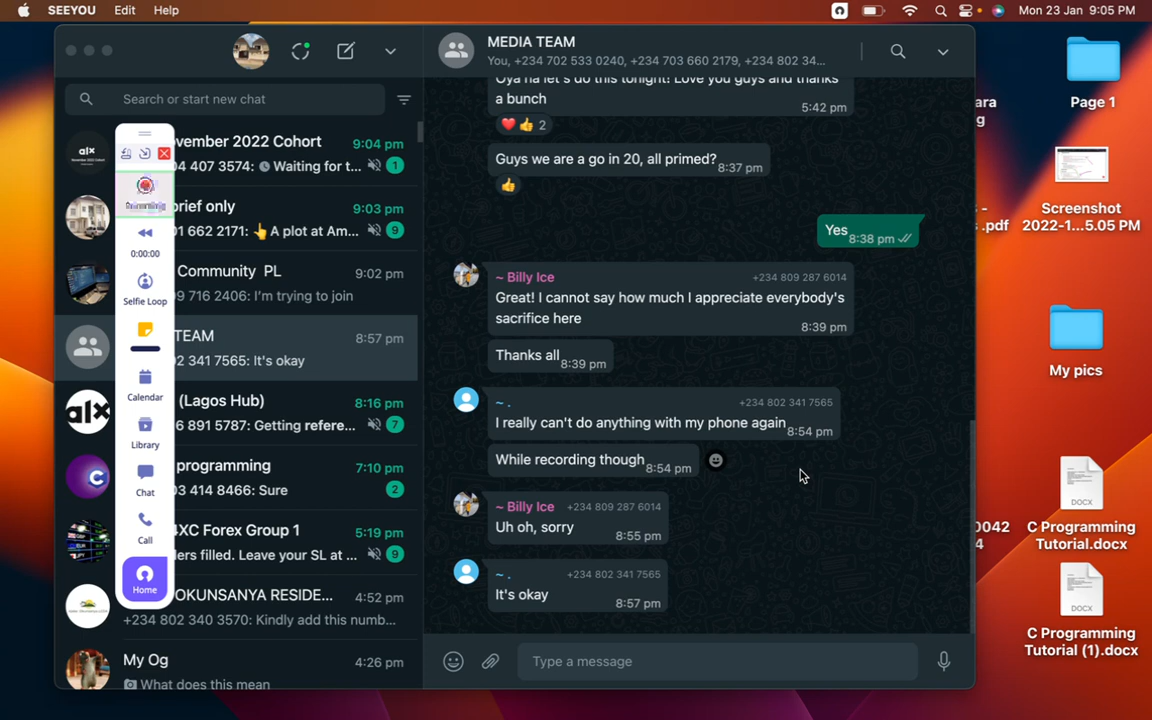 SEEYOU Edit Help Mon 23 Jan 9:05 PM
MEDIA TEAM
You, +234 702 533 0240, +234 703 660 2179, +234 802 34...
Search or start new chat
vember 2022 Cohort 9:04 pm
04 407 3574: Waiting for t... 1
alx
rief only 9:03 pm
01 662 2171: 👆A plot at Am... 9
Community PL 9:02 pm
09 716 2406: I'm trying to join
TEAM 8:57 pm
2 341 7565: It's okay
(Lagos Hub) 8:16 pm
6 891 5787: Getting refere... 7
alx
programming 7:10 pm
03 414 8466: Sure 2
4XC Forex Group 1 5:19 pm
ders filled. Leave your SL at ... 9
OKUNSANYA RESIDE... 4:52 pm
+234 802 340 3570: Kindly add this numb...
My Og 4:26 pm
What does this mean
0:00:00
Selfie Loop
Calendar
Library
Chat
Call
Home
Oya na let's do this tonight! Love you guys and thanks
a bunch
5:42 pm
❤️👍 2
Guys we are a go in 20, all primed?
8:37 pm
👍
Yes
8:38 pm
~ Billy Ice +234 809 287 6014
Great! I cannot say how much I appreciate everybody's
sacrifice here
8:39 pm
Thanks all
8:39 pm
~ . +234 802 341 7565
I really can't do anything with my phone again
8:54 pm
While recording though
8:54 pm
~ Billy Ice +234 809 287 6014
Uh oh, sorry
8:55 pm
~ . +234 802 341 7565
It's okay
8:57 pm
Type a message
ara
g
Page 1
-
s .pdf
Screenshot
2022-1...5.05 PM
My pics
0042
4
C Programming
Tutorial.docx
DOCX
DOCX
C Programming
Tutorial (1).docx